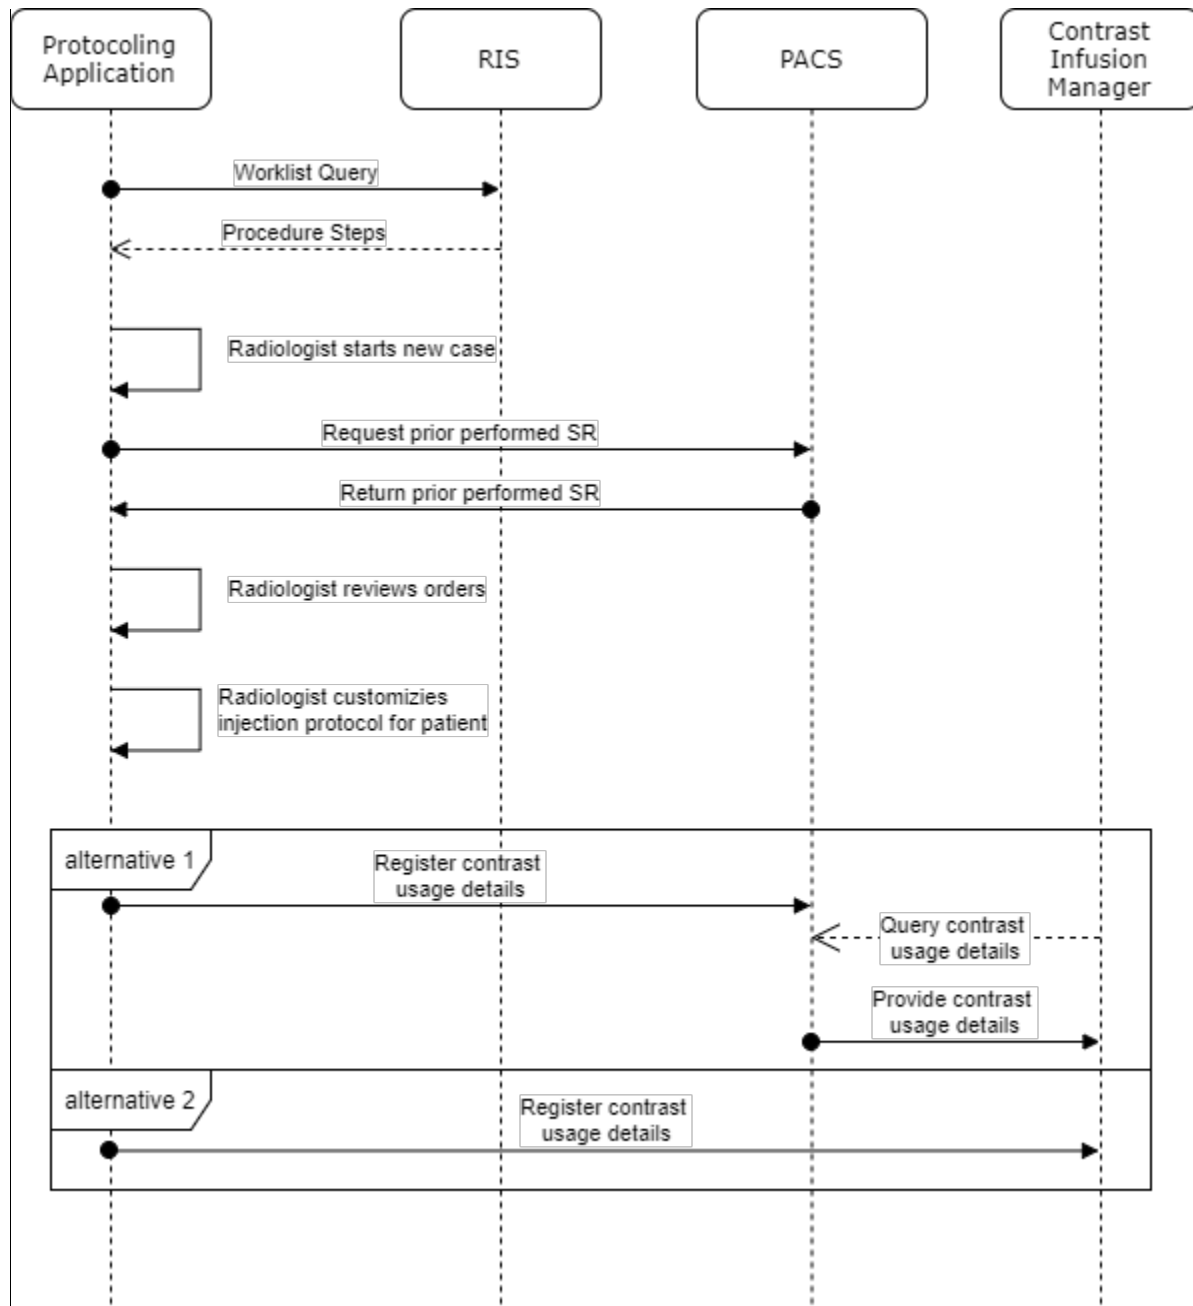 Protocoling
Application
RIS
PACS
Contrast
Infusion
Manager
Worklist Query
Procedure Steps
Radiologist starts new case
Request prior performed SR
Return prior performed SR
Radiologist reviews orders
Radiologist customizies
injection protocol for patient
alternative 1
Register contrast
usage details
Query contrast
usage details
Provide contrast
usage details
alternative 2
Register contrast
usage details